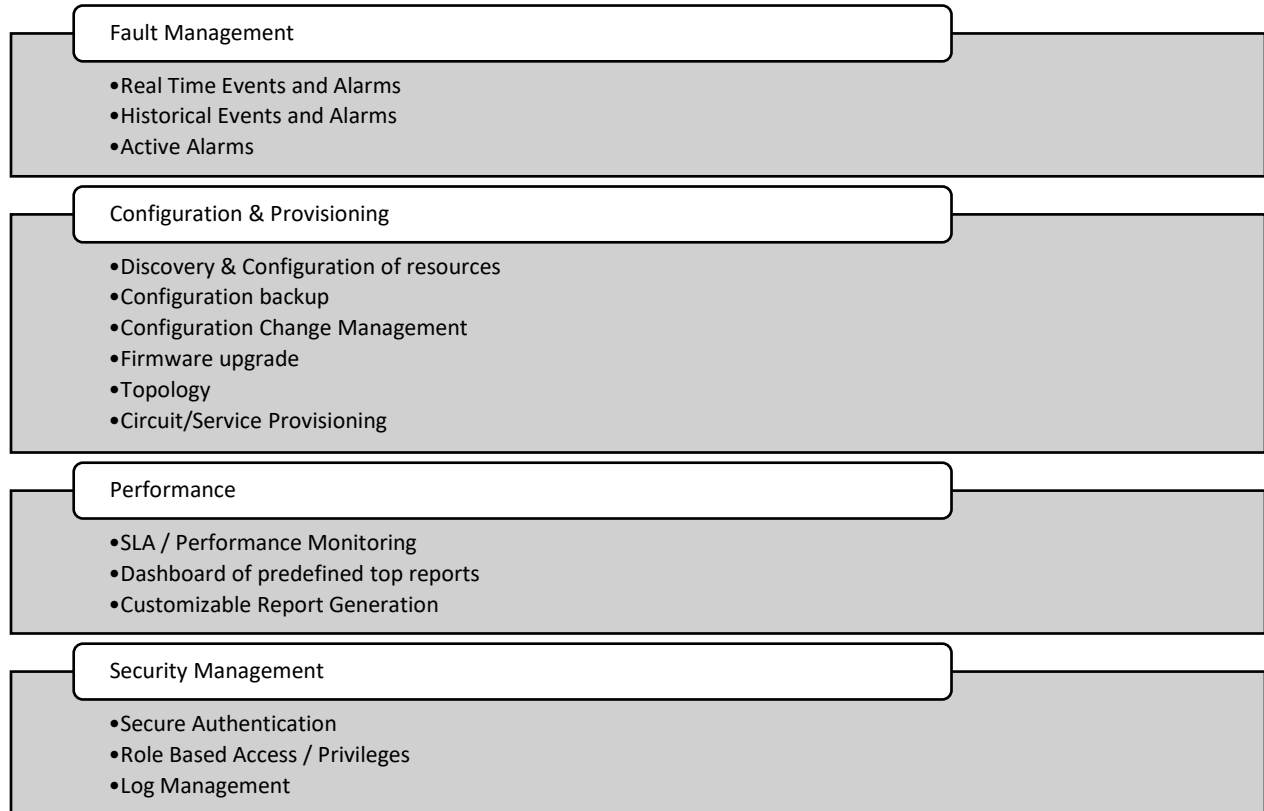 Fault Management
•Real Time Events and Alarms
•Historical Events and Alarms
•Active Alarms
Configuration & Provisioning
•Discovery & Configuration of resources
•Configuration backup
•Configuration Change Management
•Firmware upgrade
•Topology
•Circuit/Service Provisioning
Performance
•SLA / Performance Monitoring
•Dashboard of predefined top reports
•Customizable Report Generation
Security Management
•Secure Authentication
•Role Based Access / Privileges
•Log Management